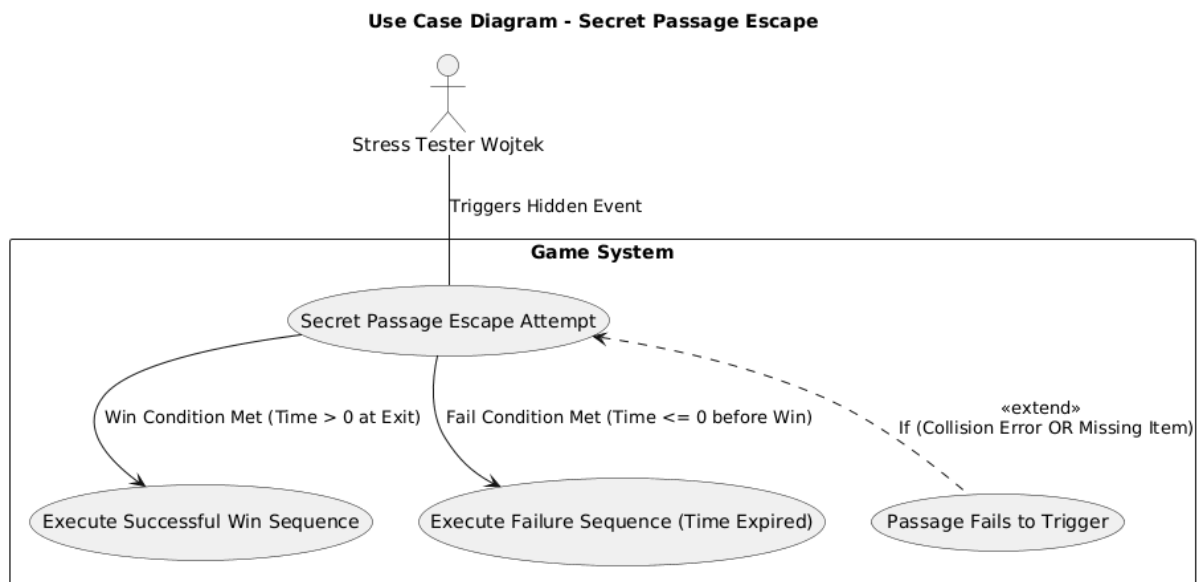 Use Case Diagram - Secret Passage Escape
Stress Tester Wojtek
Triggers Hidden Event
Game System
Secret Passage Escape Attempt
Win Condition Met (Time > 0 at Exit)
Fail Condition Met (Time <= 0 before Win)
«extend»
If (Collision Error OR Missing Item)
Execute Successful Win Sequence
Execute Failure Sequence (Time Expired)
Passage Fails to Trigger